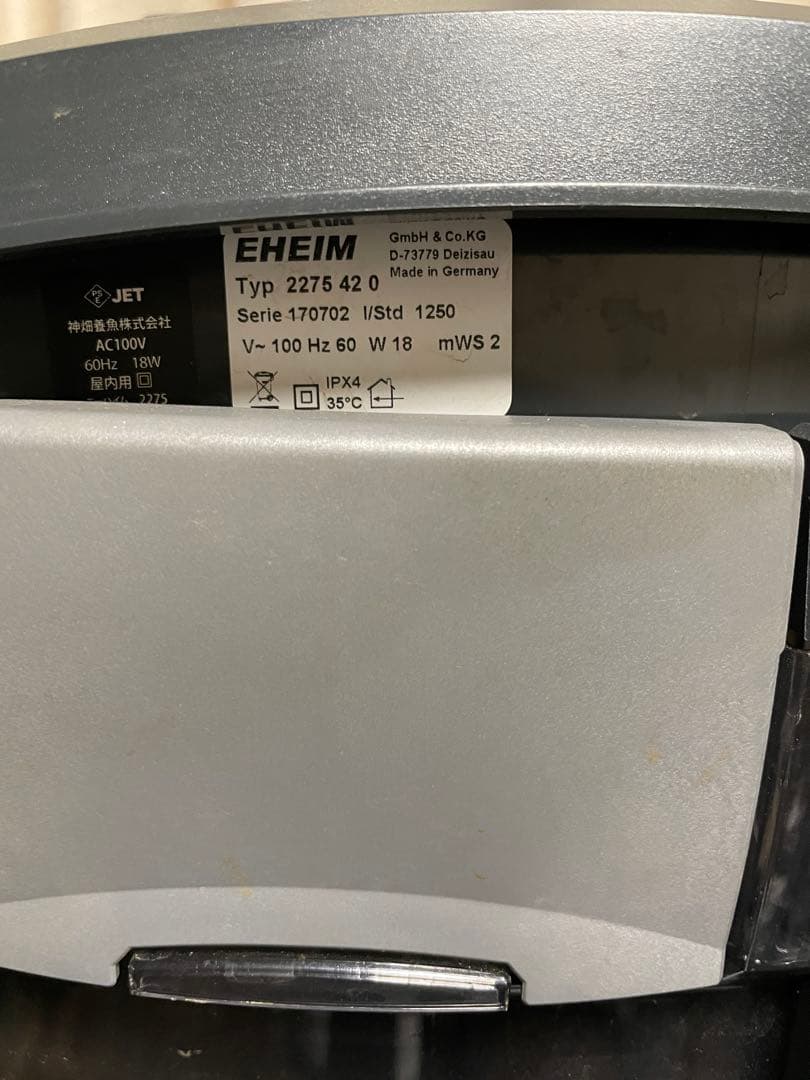 EHEIM
GmbH & Co.KG
D-73779 Deizisau
Made in Germany
Typ 2275 42 0
Serie 170702 l/Std 1250
V~ 100 Hz 60 W 18 mWS 2
IPX4
35°C
PS
E
JET
神畑養魚株式会社
AC100V
60Hz 18W
屋内用
2275